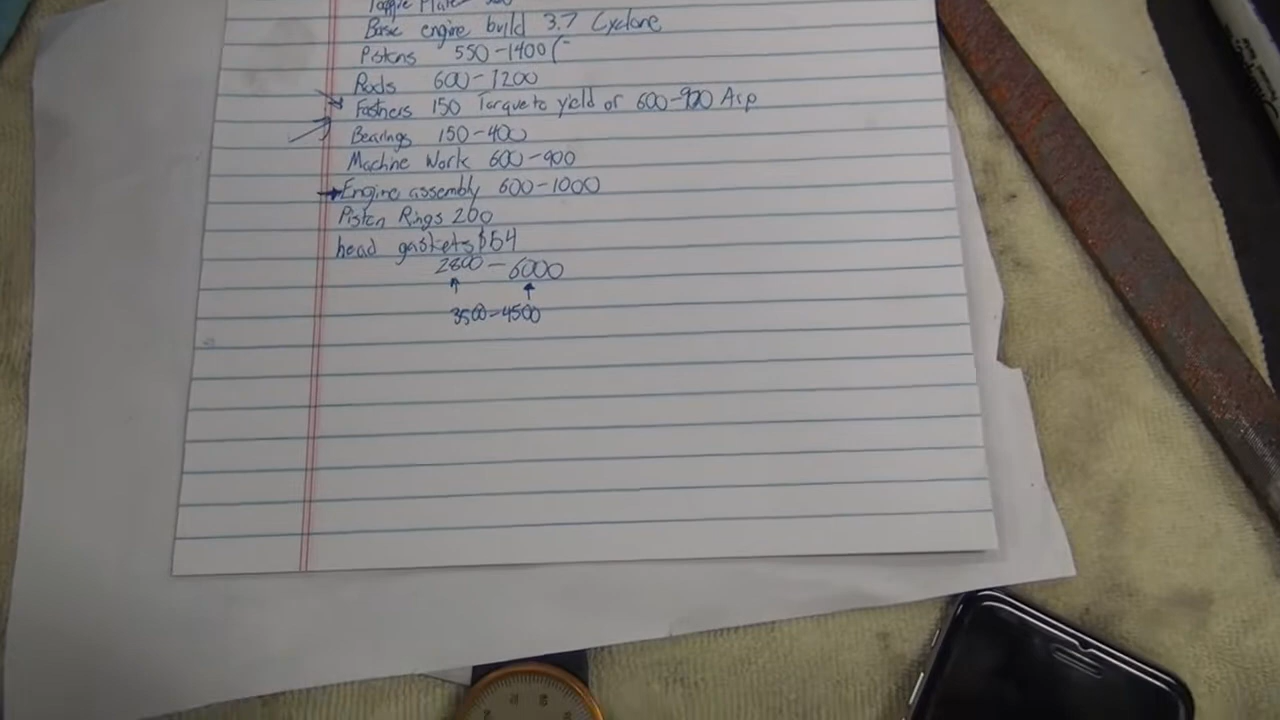 Basic engine build 3.7 Cyclone
Pistons 550-1400(
Rods 600-1200
Fastners 150 Torque to yield or 600-900 Arp
Bearings 150-400
Machine Work 600-900
Engine assembly 600-1000
Piston Rings 200
head gaskets $64
2800-6000
3500-4500